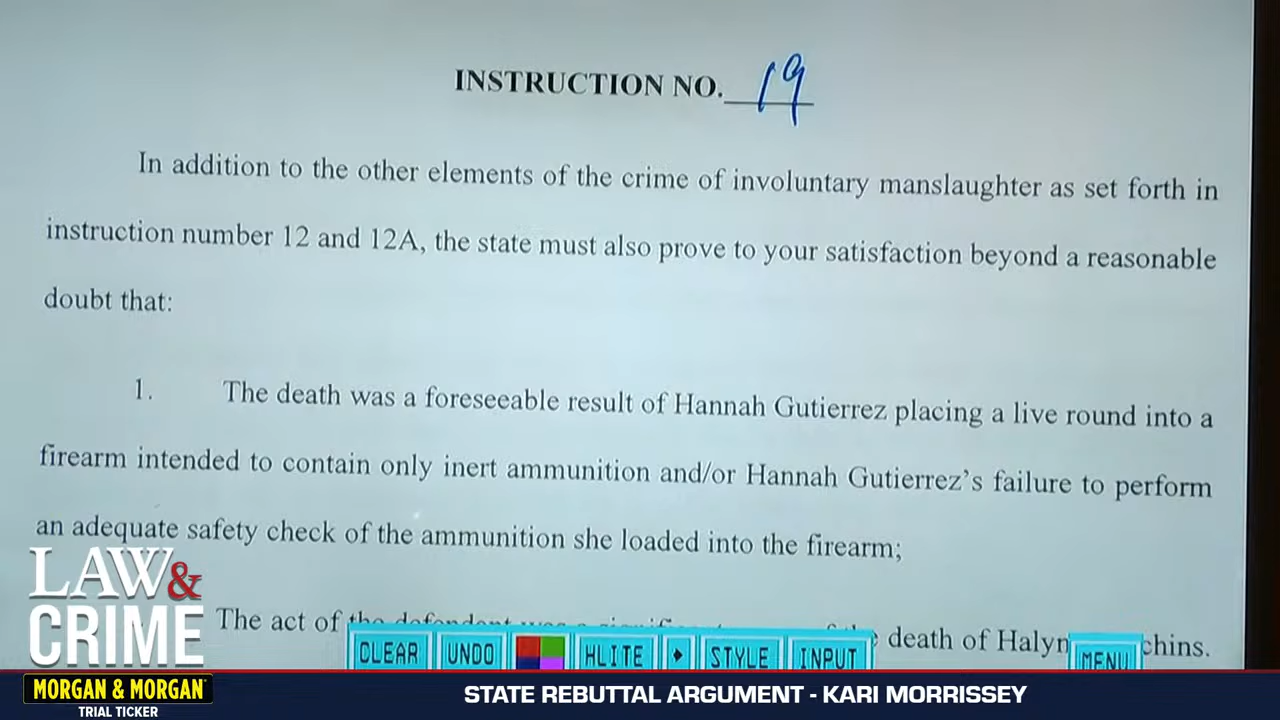 INSTRUCTION NO. 19
In addition to the other elements of the crime of involuntary manslaughter as set forth in
instruction number 12 and 12A, the state must also prove to your satisfaction beyond a reasonable
doubt that:
1. The death was a foreseeable result of Hannah Gutierrez placing a live round into a
firearm intended to contain only inert ammunition and/or Hannah Gutierrez's failure to perform
an adequate safety check of the ammunition she loaded into the firearm;
The act of the defendant was a death of Halyn chins.
CLEAR UNDO HLITE STYLE INPUT MENU
LAW&
CRIME
MORGAN & MORGAN
TRIAL TICKER
STATE REBUTTAL ARGUMENT - KARI MORRISSEY